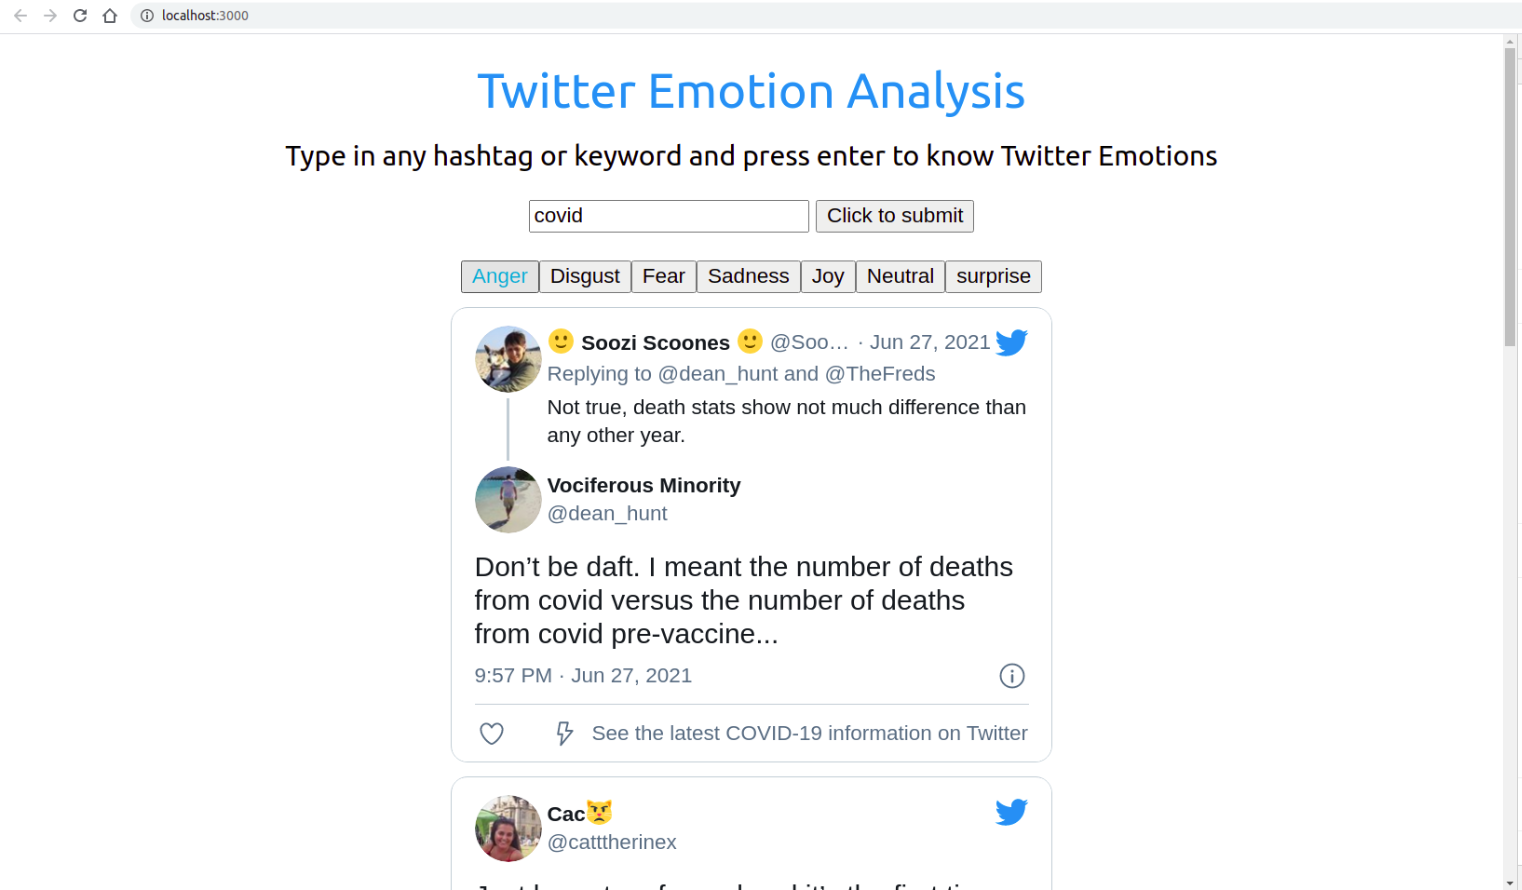 localhost:3000
Twitter Emotion Analysis
Type in any hashtag or keyword and press enter to know Twitter Emotions
covid Click to submit
Anger Disgust Fear Sadness Joy Neutral surprise
🙂 Soozi Scoones 🙂 @Soo… · Jun 27, 2021
Replying to @dean_hunt and @TheFreds
Not true, death stats show not much difference than
any other year.
Vociferous Minority
@dean_hunt
Don’t be daft. I meant the number of deaths
from covid versus the number of deaths
from covid pre-vaccine...
9:57 PM · Jun 27, 2021
See the latest COVID-19 information on Twitter
Cac😾
@catttherinex